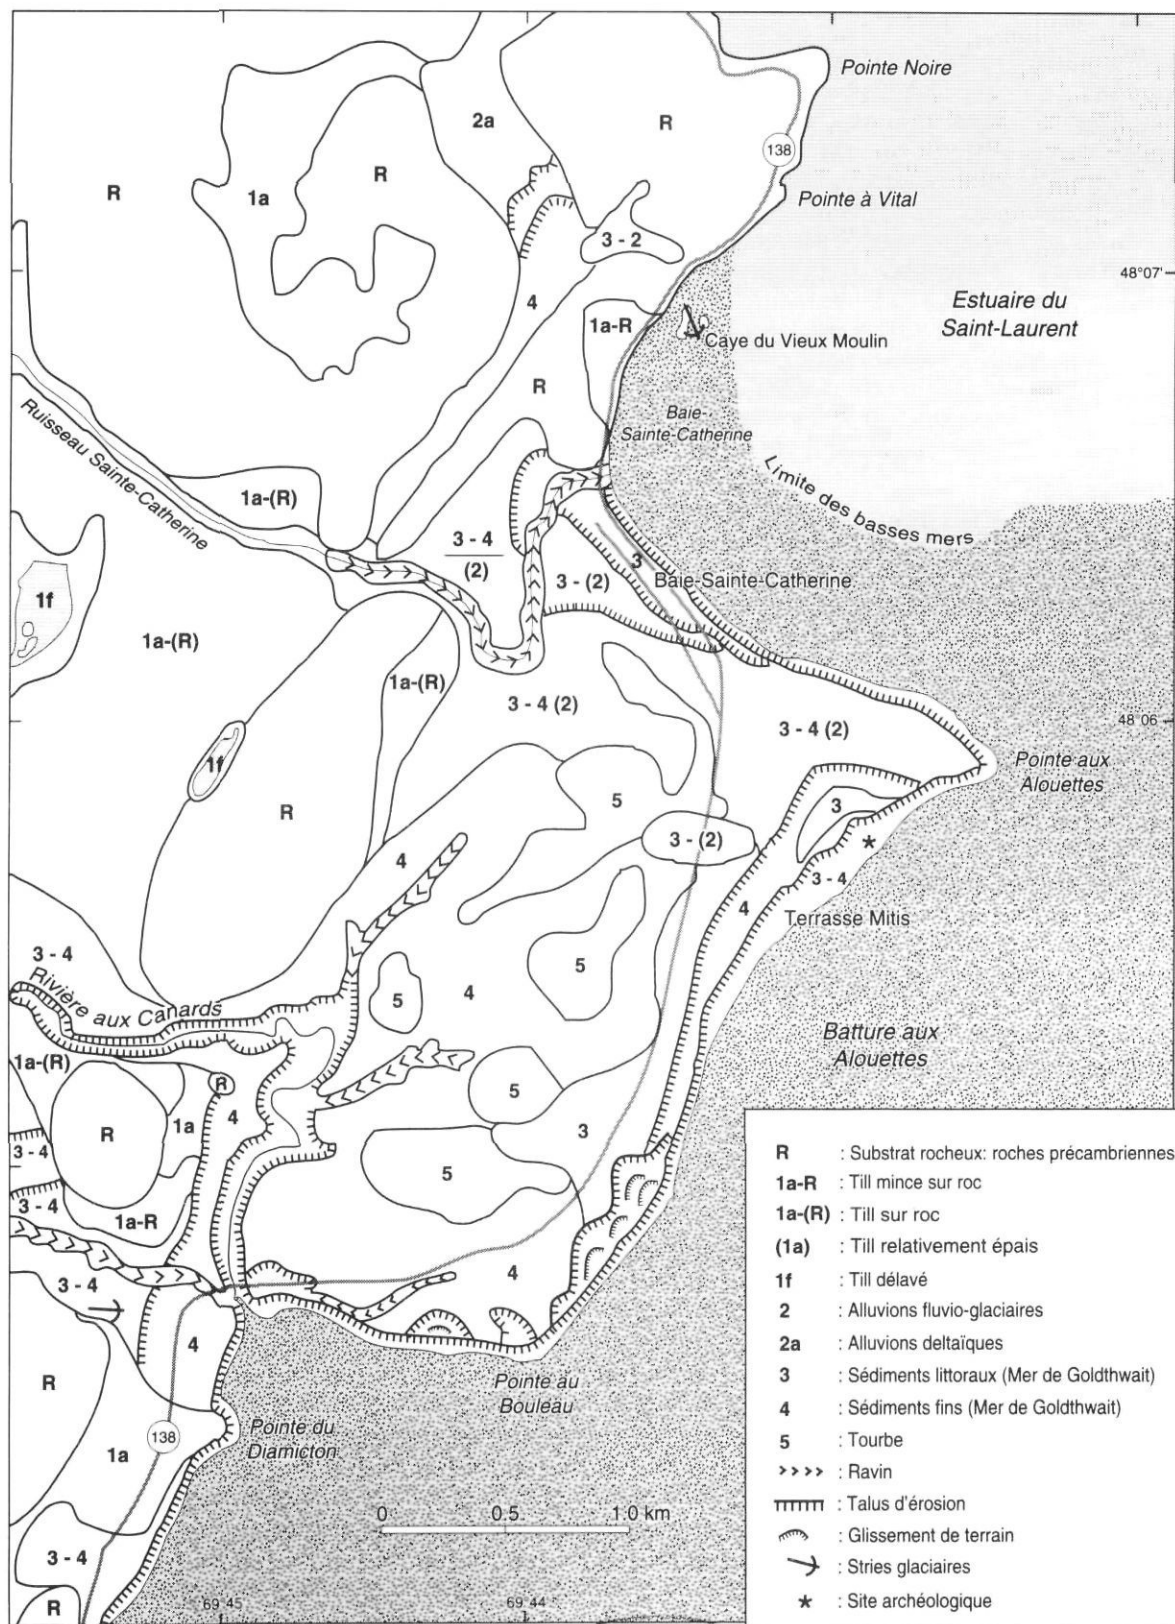 Pointe Noire
2a
R
138
R
R
1a
Pointe à Vital
3 - 2
48°07'
4
Estuaire du
Saint-Laurent
1a-R
Caye du Vieux Moulin
R
Baie-
Sainte-Catherine
Ruisseau Sainte-Catherine
Limite des basses mers
1a-(R)
3 - 4
(2)
3
Baie-Sainte-Catherine
3 - (2)
1f
1a-(R)
1a-(R)
3 - 4 (2)
3 - 4 (2)
48 06
Pointe aux
Alouettes
1f
5
3
R
3 - (2)
4
3 - 4
4
Terrasse Mitis
3 - 4
5
4
5
Rivière aux Canards
Batture aux
Alouettes
1a-(R)
R
5
4
R
1a
3
3 - 4
5
3 - 4
1a-R
3 - 4
4
4
R
Pointe au
Bouleau
Pointe du
Diamicton
138
1a
0 0.5 1.0 km
3 - 4
R
69 45
69 44
R : Substrat rocheux: roches précambriennes
1a-R : Till mince sur roc
1a-(R) : Till sur roc
(1a) : Till relativement épais
1f : Till délavé
2 : Alluvions fluvio-glaciaires
2a : Alluvions deltaïques
3 : Sédiments littoraux (Mer de Goldthwait)
4 : Sédiments fins (Mer de Goldthwait)
5 : Tourbe
: Ravin
: Talus d'érosion
: Glissement de terrain
: Stries glaciaires
* : Site archéologique